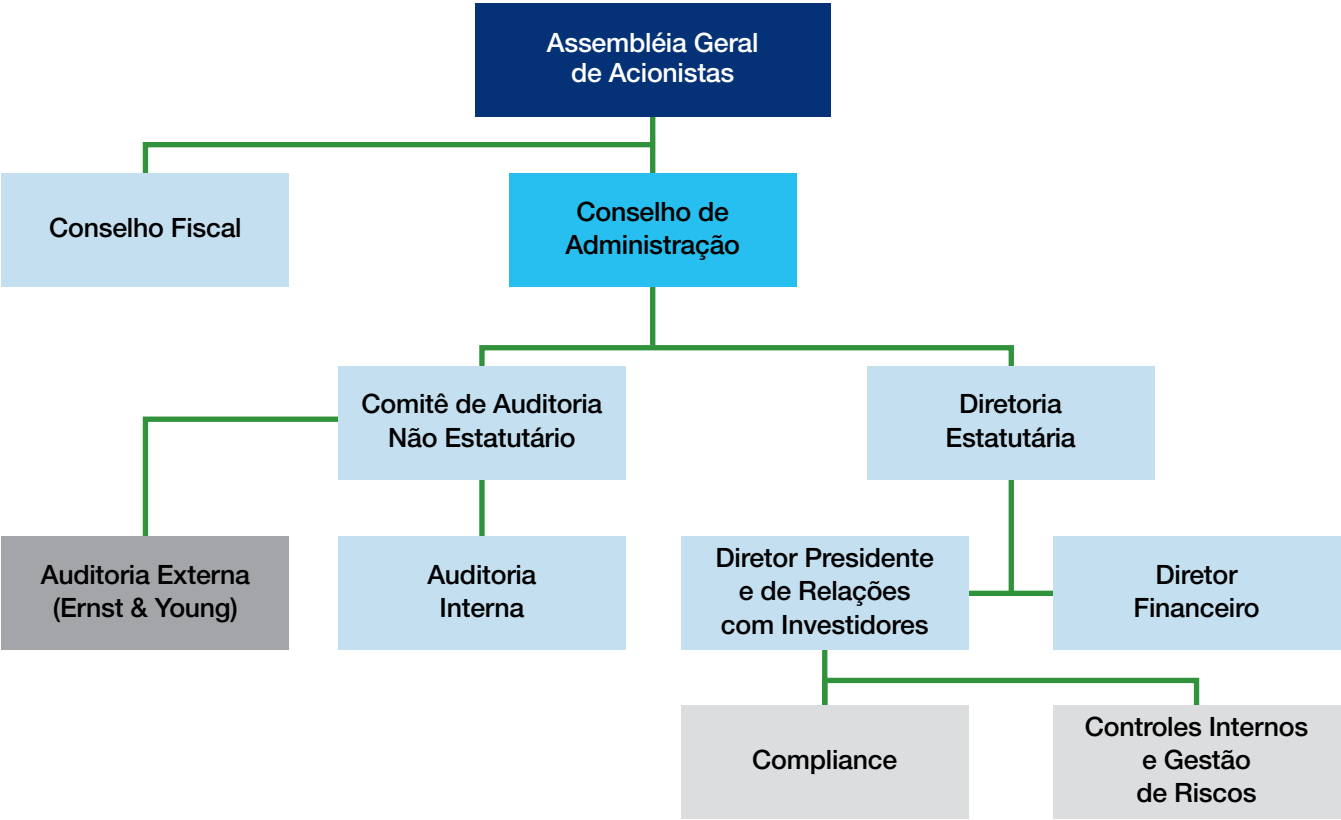 Assembléia Geral
de Acionistas
Conselho Fiscal
Conselho de
Administração
Comitê de Auditoria
Não Estatutário
Diretoria
Estatutária
Auditoria Externa
(Ernst & Young)
Auditoria
Interna
Diretor Presidente
e de Relações
com Investidores
Diretor
Financeiro
Compliance
Controles Internos
e Gestão
de Riscos